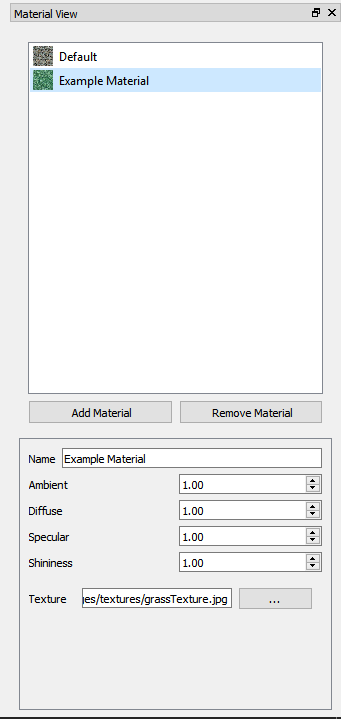 Material View
Default
Example Material
Add Material Remove Material
Name Example Material
Ambient 1.00
Diffuse 1.00
Specular 1.00
Shininess 1.00
Texture ges/textures/grassTexture.jpg ...